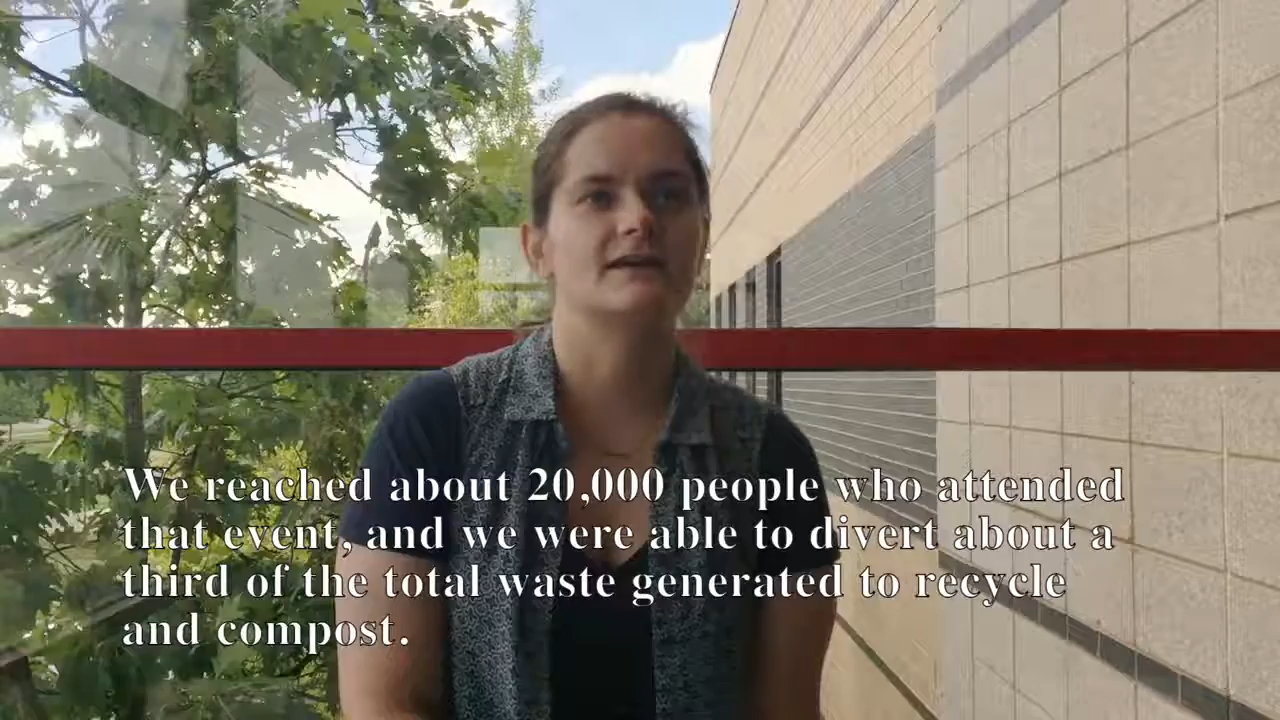 We reached about 20,000 people who attended
that event, and we were able to divert about a
third of the total waste generated to recycle
and compost.